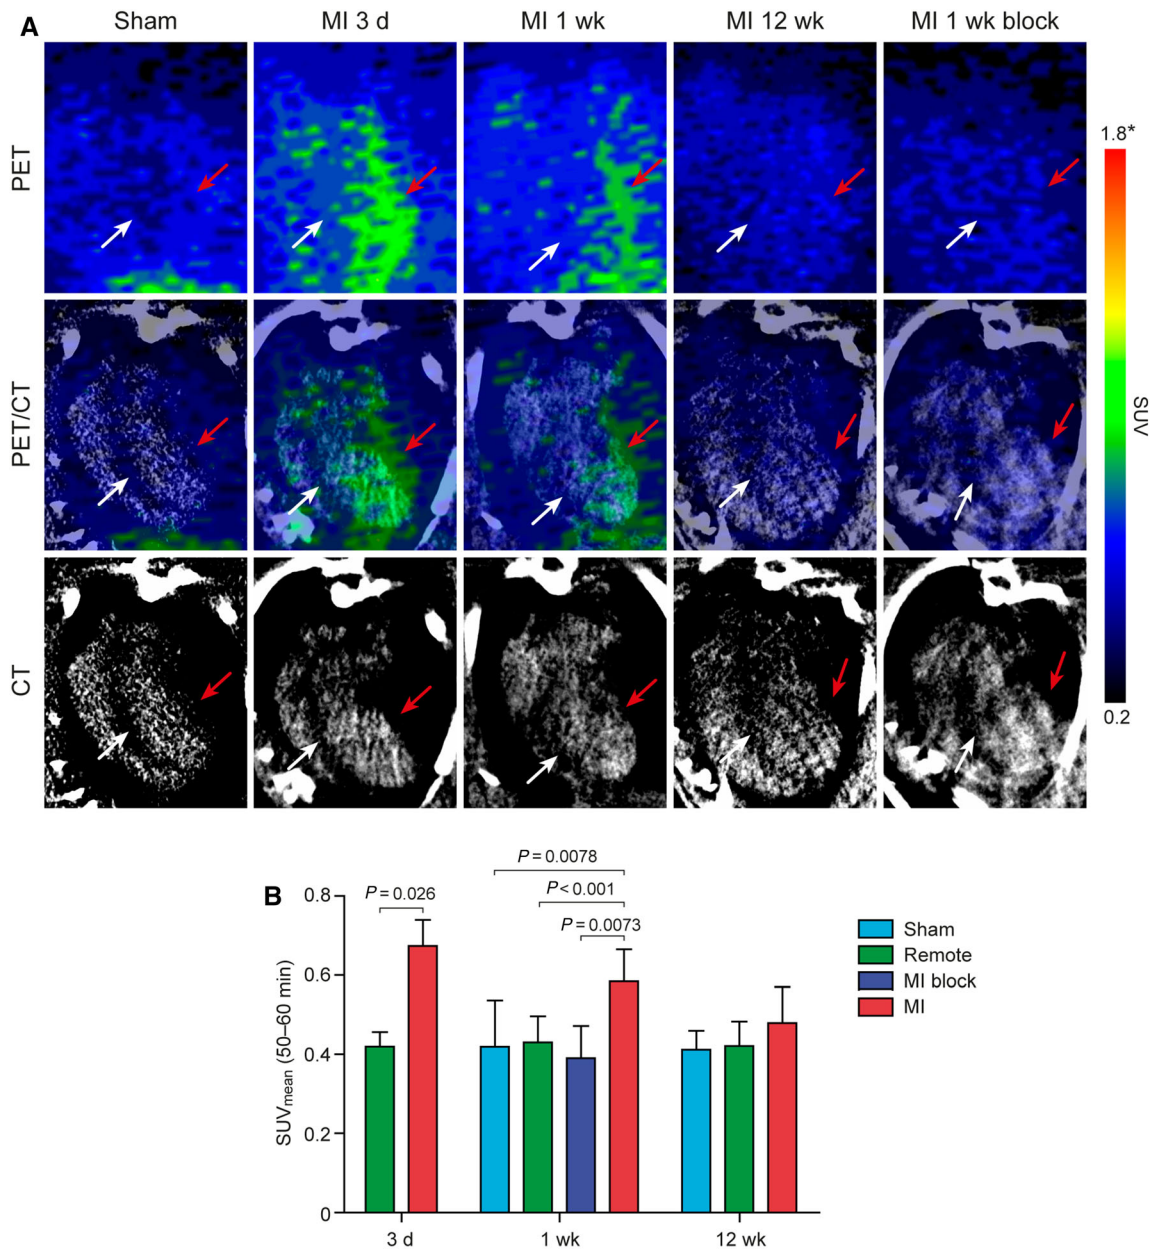 A
Sham
MI 3 d
MI 1 wk
MI 12 wk
MI 1 wk block
PET
PET/CT
CT
1.8*
SUV
0.2
B
P = 0.0078
P < 0.001
P = 0.026
P = 0.0073
SUVmean (50–60 min)
0.8
0.6
0.4
0.2
0
3 d
1 wk
12 wk
Sham
Remote
MI block
MI